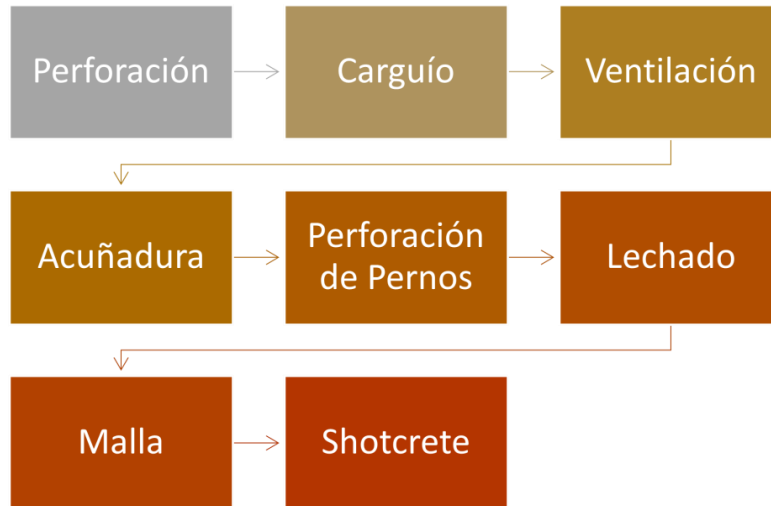 Perforación
Carguío
Ventilación
Acuñadura
Perforación
de Pernos
Lechado
Malla
Shotcrete